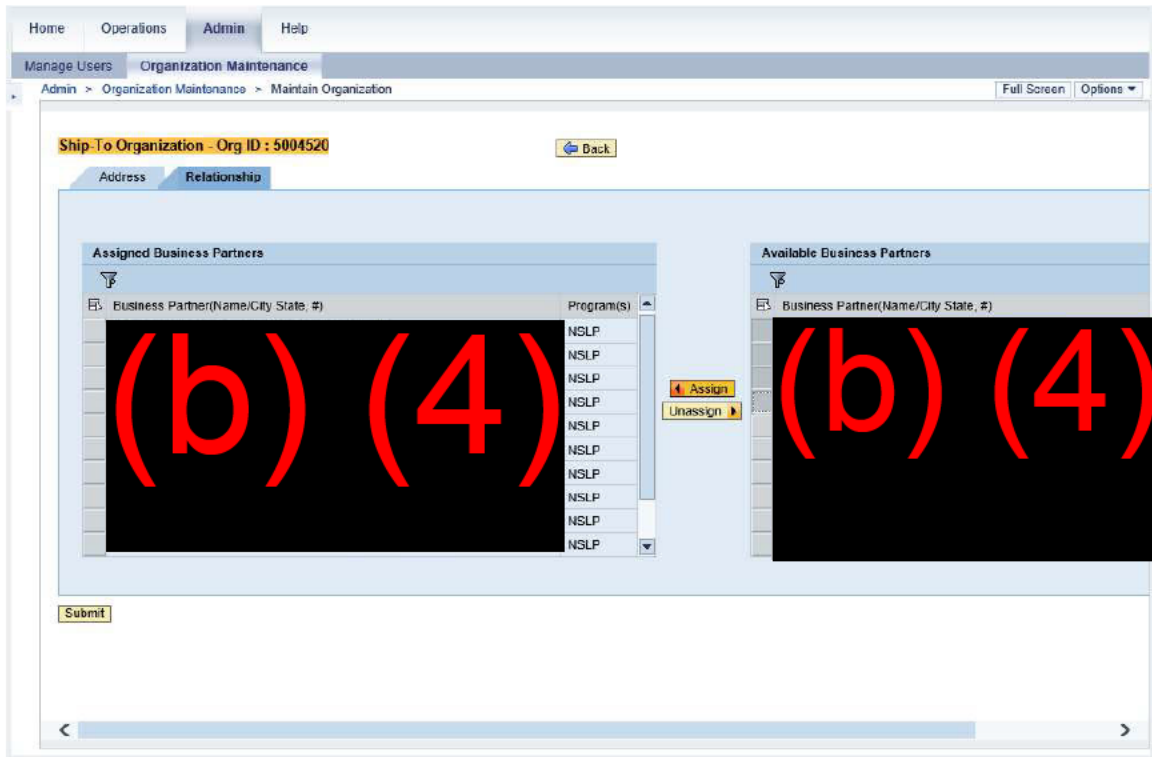 Home Operations Admin Help
Manage Users Organization Maintenance
Admin > Organization Maintenance > Maintain Organization Full Screen Options
Ship-To Organization - Org ID : 5004520 Back
Address Relationship
Assigned Business Partners Available Business Partners
Business Partner(Name/City State, #) Program(s) Business Partner(Name/City State, #)
NSLP
NSLP
NSLP
NSLP
NSLP
NSLP
NSLP
NSLP
NSLP
NSLP
(b) (4)
Assign
Unassign
(b) (4)
Submit